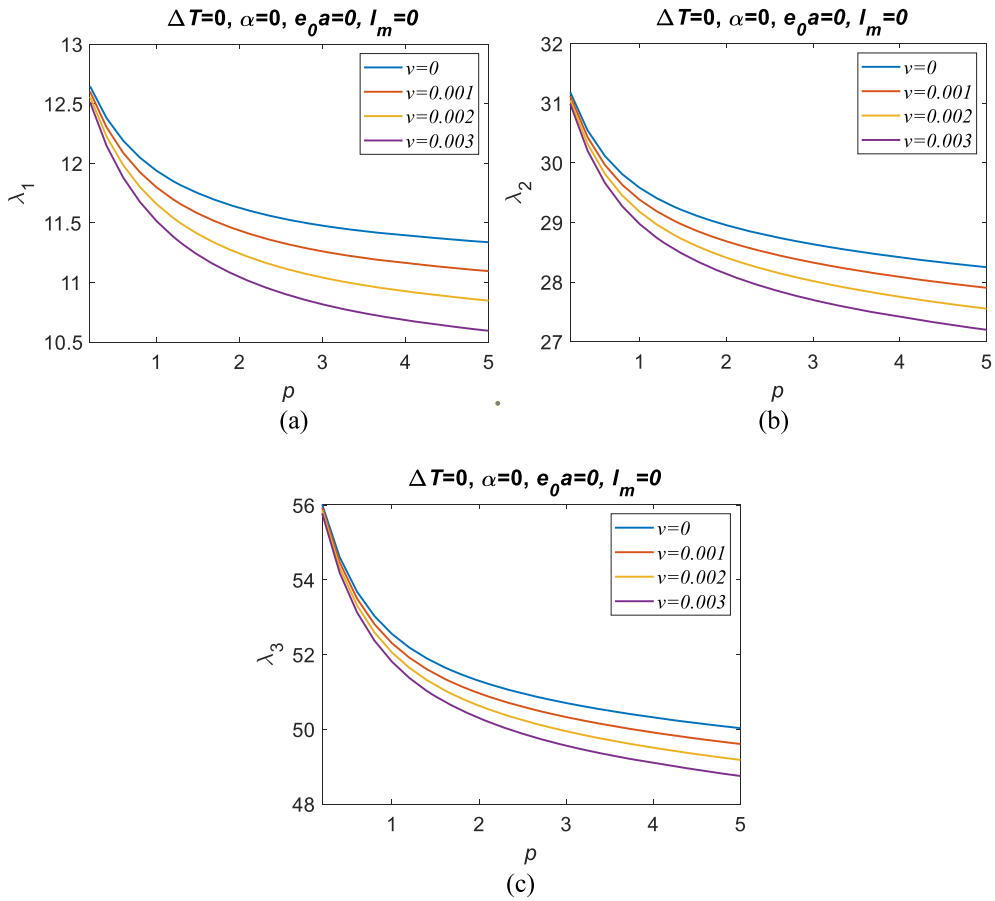 ΔT=0, α=0, e₀a=0, lₘ=0
13
12.5
12
11.5
11
10.5
λ₁
v=0
v=0.001
v=0.002
v=0.003
1 2 3 4 5
p
(a)
ΔT=0, α=0, e₀a=0, lₘ=0
32
31
30
29
28
27
λ₂
v=0
v=0.001
v=0.002
v=0.003
1 2 3 4 5
p
(b)
ΔT=0, α=0, e₀a=0, lₘ=0
56
54
52
50
48
λ₃
v=0
v=0.001
v=0.002
v=0.003
1 2 3 4 5
p
(c)